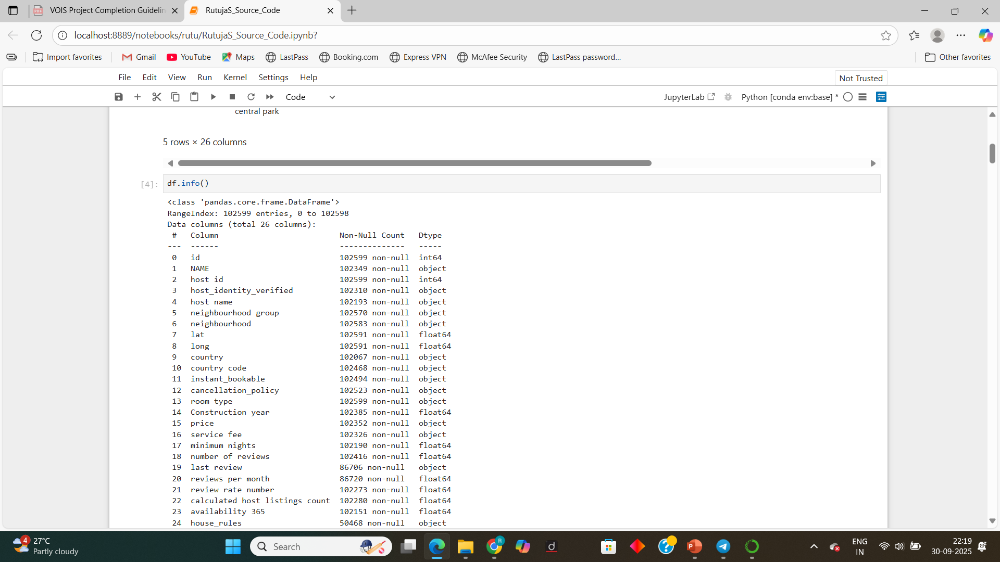 VOIS Project Completion Guidelin
RutujaS_Source_Code
localhost:8889/notebooks/rutu/RutujaS_Source_Code.ipynb?
Import favorites
Gmail
YouTube
Maps
LastPass
Booking.com
Express VPN
McAfee Security
LastPass password...
Other favorites
File Edit View Run Kernel Settings Help
Not Trusted
Code
JupyterLab
Python [conda env:base] *
central park
5 rows × 26 columns
[4]: df.info()
<class 'pandas.core.frame.DataFrame'>
RangeIndex: 102599 entries, 0 to 102598
Data columns (total 26 columns):
# Column Non-Null Count Dtype
--- ------ -------------- -----
0 id 102599 non-null int64
1 NAME 102349 non-null object
2 host id 102599 non-null int64
3 host_identity_verified 102310 non-null object
4 host name 102193 non-null object
5 neighbourhood group 102570 non-null object
6 neighbourhood 102583 non-null object
7 lat 102591 non-null float64
8 long 102591 non-null float64
9 country 102067 non-null object
10 country code 102468 non-null object
11 instant_bookable 102494 non-null object
12 cancellation_policy 102523 non-null object
13 room type 102599 non-null object
14 Construction year 102385 non-null float64
15 price 102352 non-null object
16 service fee 102326 non-null object
17 minimum nights 102190 non-null float64
18 number of reviews 102416 non-null float64
19 last review 86706 non-null object
20 reviews per month 86720 non-null float64
21 review rate number 102273 non-null float64
22 calculated host listings count 102280 non-null float64
23 availability 365 102151 non-null float64
24 house_rules 50468 non-null object
4
27°C
Partly cloudy
Search
R
d
P
ENG
IN
22:19
30-09-2025